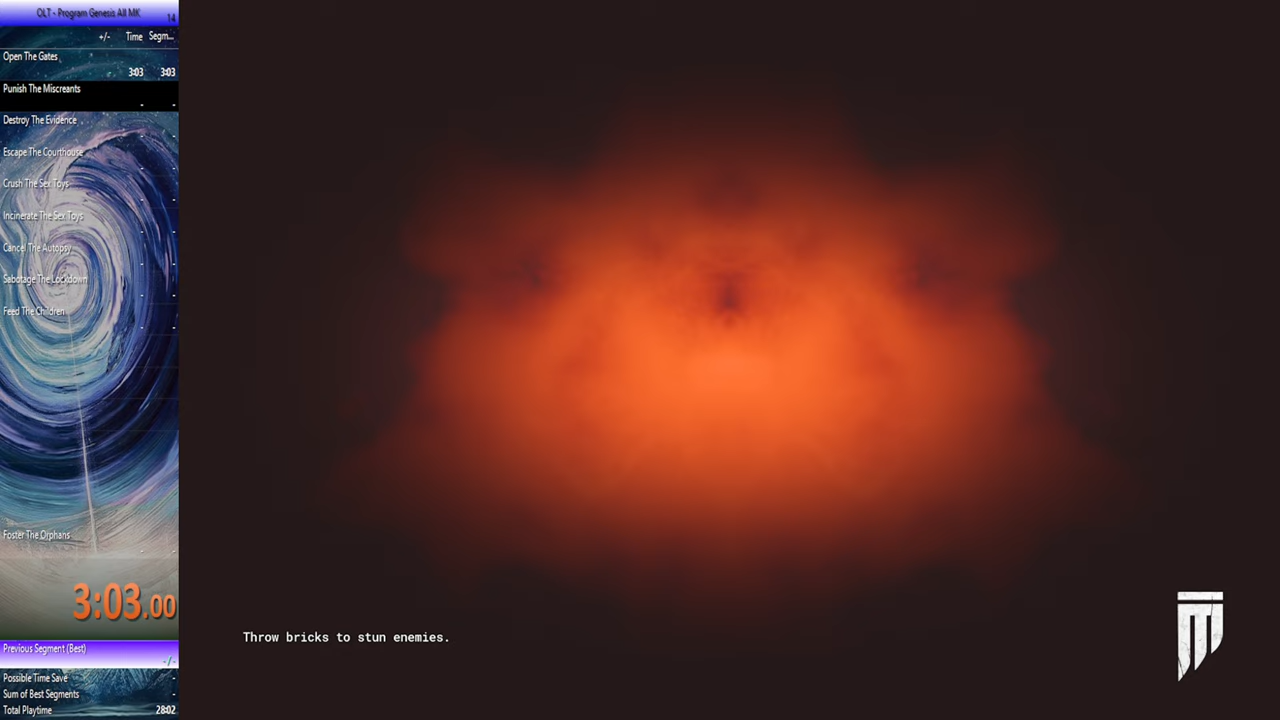 OLT - Program Genesis All MK
14
+/- Time Segm...
Open The Gates
3:03 3:03
Punish The Miscreants
- -
Destroy The Evidence
- -
Escape The Courthouse
- -
Crush The Sex Toys
- -
Incinerate The Sex Toys
- -
Cancel The Autopsy
- -
Sabotage The Lockdown
- -
Feed The Children
- -
Foster The Orphans
- -
3:03.00
Previous Segment (Best)
-/-
Possible Time Save -
Sum of Best Segments -
Total Playtime 28:02
Throw bricks to stun enemies.